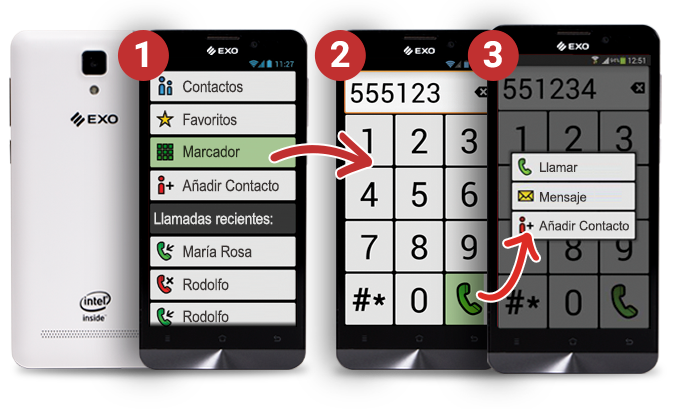 EXO
intel
inside
1
EXO
11:27
Contactos
Favoritos
Marcador
Añadir Contacto
Llamadas recientes:
María Rosa
Rodolfo
Rodolfo
2
EXO
555123
1 2 3
4 5 6
7 8 9
#* 0
3
EXO
12:51
551234
1 2 3
Llamar
Mensaje
Añadir Contacto
8 9
#* 0